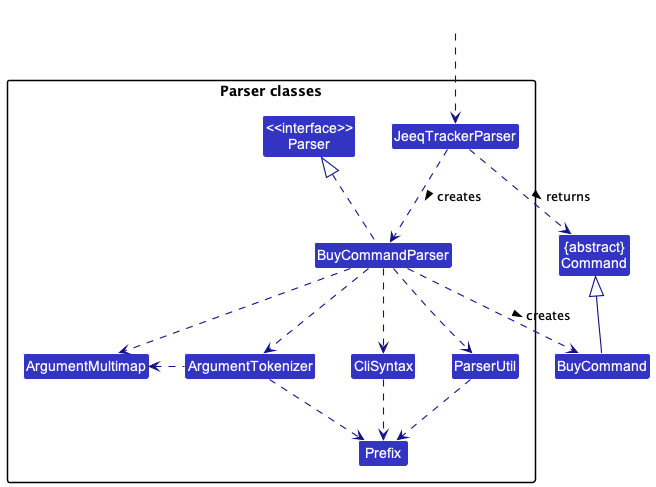 Parser classes
<<interface>>
Parser
JeeqTrackerParser
creates
returns
BuyCommandParser
{abstract}
Command
creates
ArgumentMultimap
ArgumentTokenizer
CliSyntax
ParserUtil
BuyCommand
Prefix